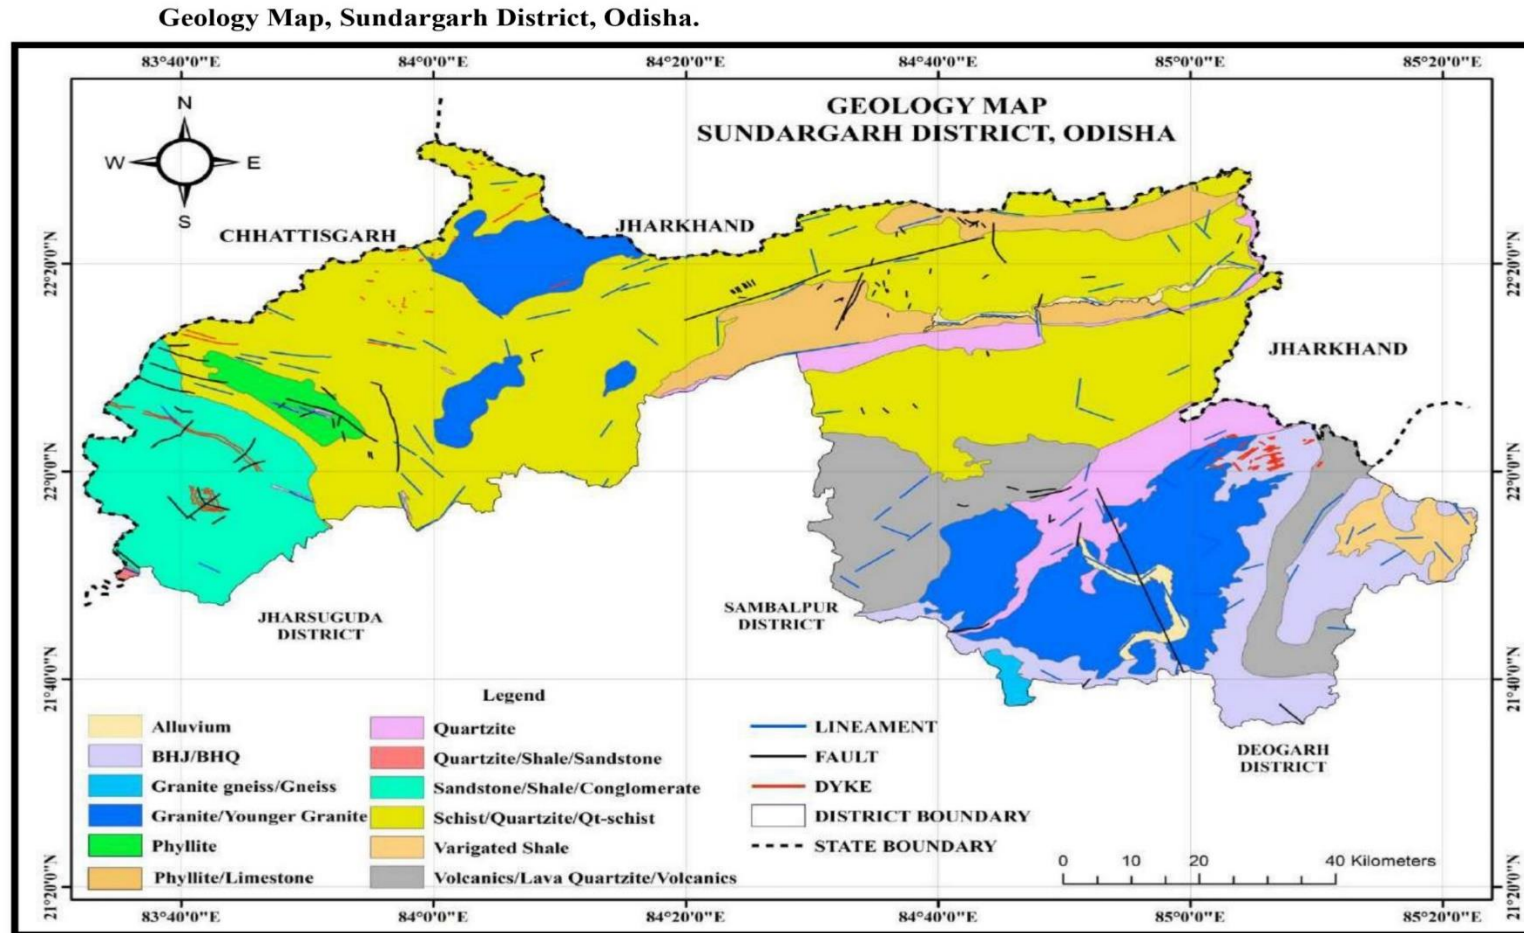 Geology Map, Sundargarh District, Odisha.
83°40'0"E 84°0'0"E 84°20'0"E 84°40'0"E 85°0'0"E 85°20'0"E
GEOLOGY MAP
SUNDARGARH DISTRICT, ODISHA
N
W E
S
CHHATTISGARH
JHARKHAND
22°20'0"N 22°20'0"N
JHARKHAND
22°0'0"N 22°0'0"N
JHARSUGUDA
DISTRICT
SAMBALPUR
DISTRICT
21°40'0"N 21°40'0"N
DEOGARH
DISTRICT
Legend
Alluvium
BHJ/BHQ
Granite gneiss/Gneiss
Granite/Younger Granite
Phyllite
Phyllite/Limestone
Quartzite
Quartzite/Shale/Sandstone
Sandstone/Shale/Conglomerate
Schist/Quartzite/Qt-schist
Varigated Shale
Volcanics/Lava Quartzite/Volcanics
LINEAMENT
FAULT
DYKE
DISTRICT BOUNDARY
STATE BOUNDARY
0 10 20 40 Kilometers
21°20'0"N 21°20'0"N
83°40'0"E 84°0'0"E 84°20'0"E 84°40'0"E 85°0'0"E 85°20'0"E